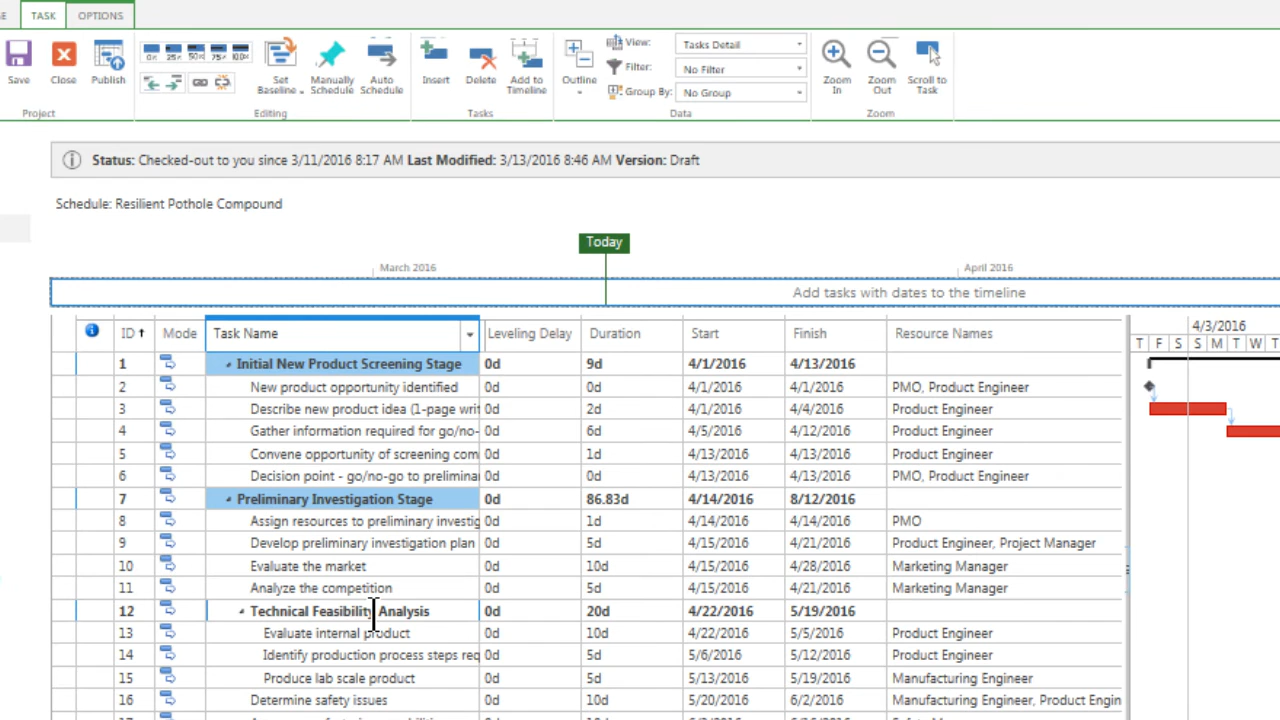 TASK OPTIONS
0× 25× 50× 75× 100×
Save Close Publish Set Baseline Manually Schedule Auto Schedule Insert Delete Add to Timeline Outline Zoom In Zoom Out Scroll to Task
View: Tasks Detail
Filter: No Filter
Group By: No Group
Project Editing Tasks Data Zoom
Status: Checked-out to you since 3/11/2016 8:17 AM Last Modified: 3/13/2016 8:46 AM Version: Draft
Schedule: Resilient Pothole Compound
Today
March 2016 April 2016
Add tasks with dates to the timeline
ID Mode Task Name Leveling Delay Duration Start Finish Resource Names 4/3/2016
T F S S M T W T
1 Initial New Product Screening Stage 0d 9d 4/1/2016 4/13/2016
2 New product opportunity identified 0d 0d 4/1/2016 4/1/2016 PMO, Product Engineer
3 Describe new product idea (1-page writ 0d 2d 4/1/2016 4/4/2016 Product Engineer
4 Gather information required for go/no- 0d 6d 4/5/2016 4/12/2016 Product Engineer
5 Convene opportunity of screening com 0d 1d 4/13/2016 4/13/2016 Product Engineer
6 Decision point - go/no-go to prelimina 0d 0d 4/13/2016 4/13/2016 PMO, Product Engineer
7 Preliminary Investigation Stage 0d 86.83d 4/14/2016 8/12/2016
8 Assign resources to preliminary investig 0d 1d 4/14/2016 4/14/2016 PMO
9 Develop preliminary investigation plan 0d 5d 4/15/2016 4/21/2016 Product Engineer, Project Manager
10 Evaluate the market 0d 10d 4/15/2016 4/28/2016 Marketing Manager
11 Analyze the competition 0d 5d 4/15/2016 4/21/2016 Marketing Manager
12 Technical Feasibility Analysis 0d 20d 4/22/2016 5/19/2016
13 Evaluate internal product 0d 10d 4/22/2016 5/5/2016 Product Engineer
14 Identify production process steps req 0d 5d 5/6/2016 5/12/2016 Product Engineer
15 Produce lab scale product 0d 5d 5/13/2016 5/19/2016 Manufacturing Engineer
16 Determine safety issues 0d 10d 5/20/2016 6/2/2016 Manufacturing Engineer, Product Engin